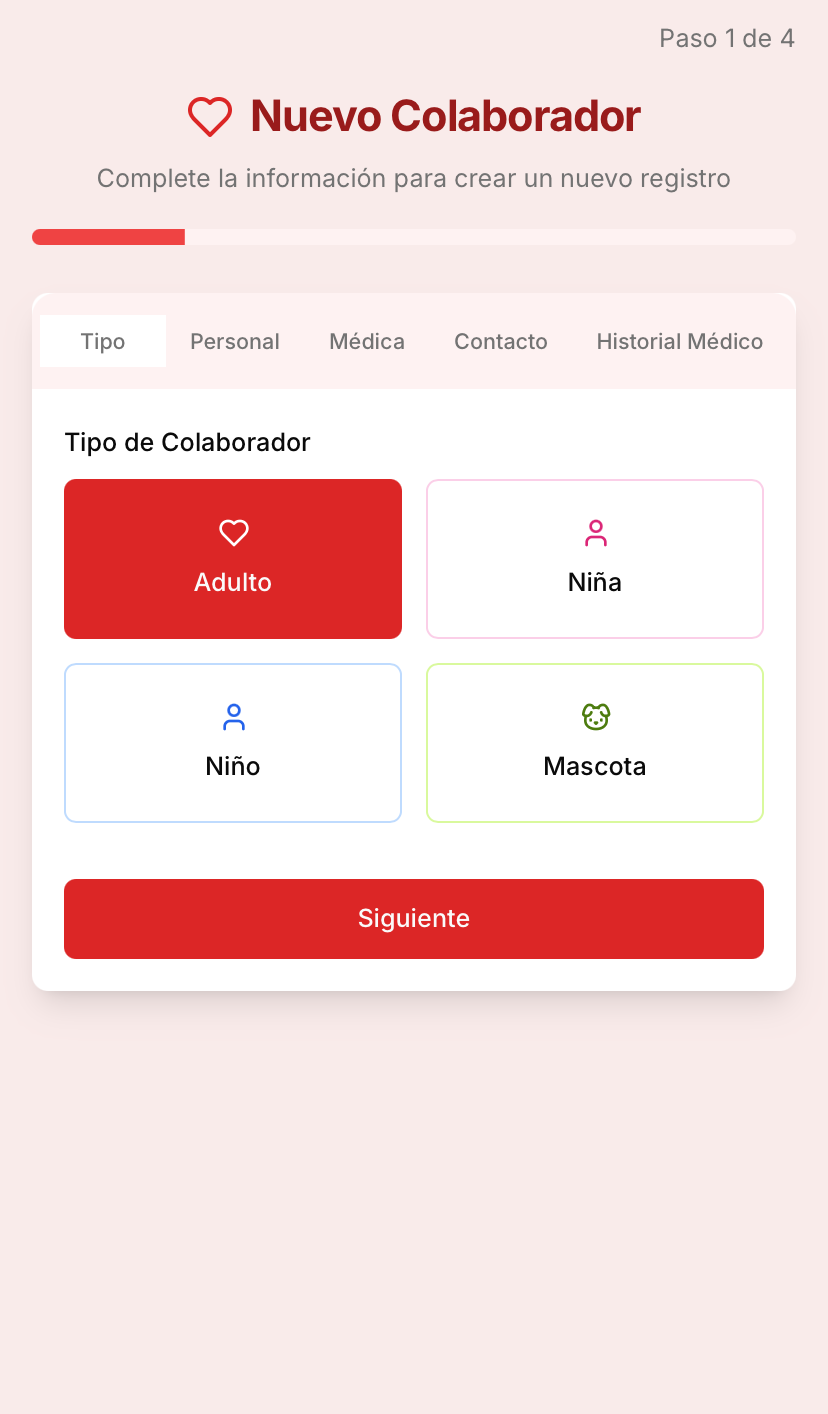 Paso 1 de 4
Nuevo Colaborador
Complete la información para crear un nuevo registro
Tipo Personal Médica Contacto Historial Médico
Tipo de Colaborador
Adulto Niña
Niño Mascota
Siguiente